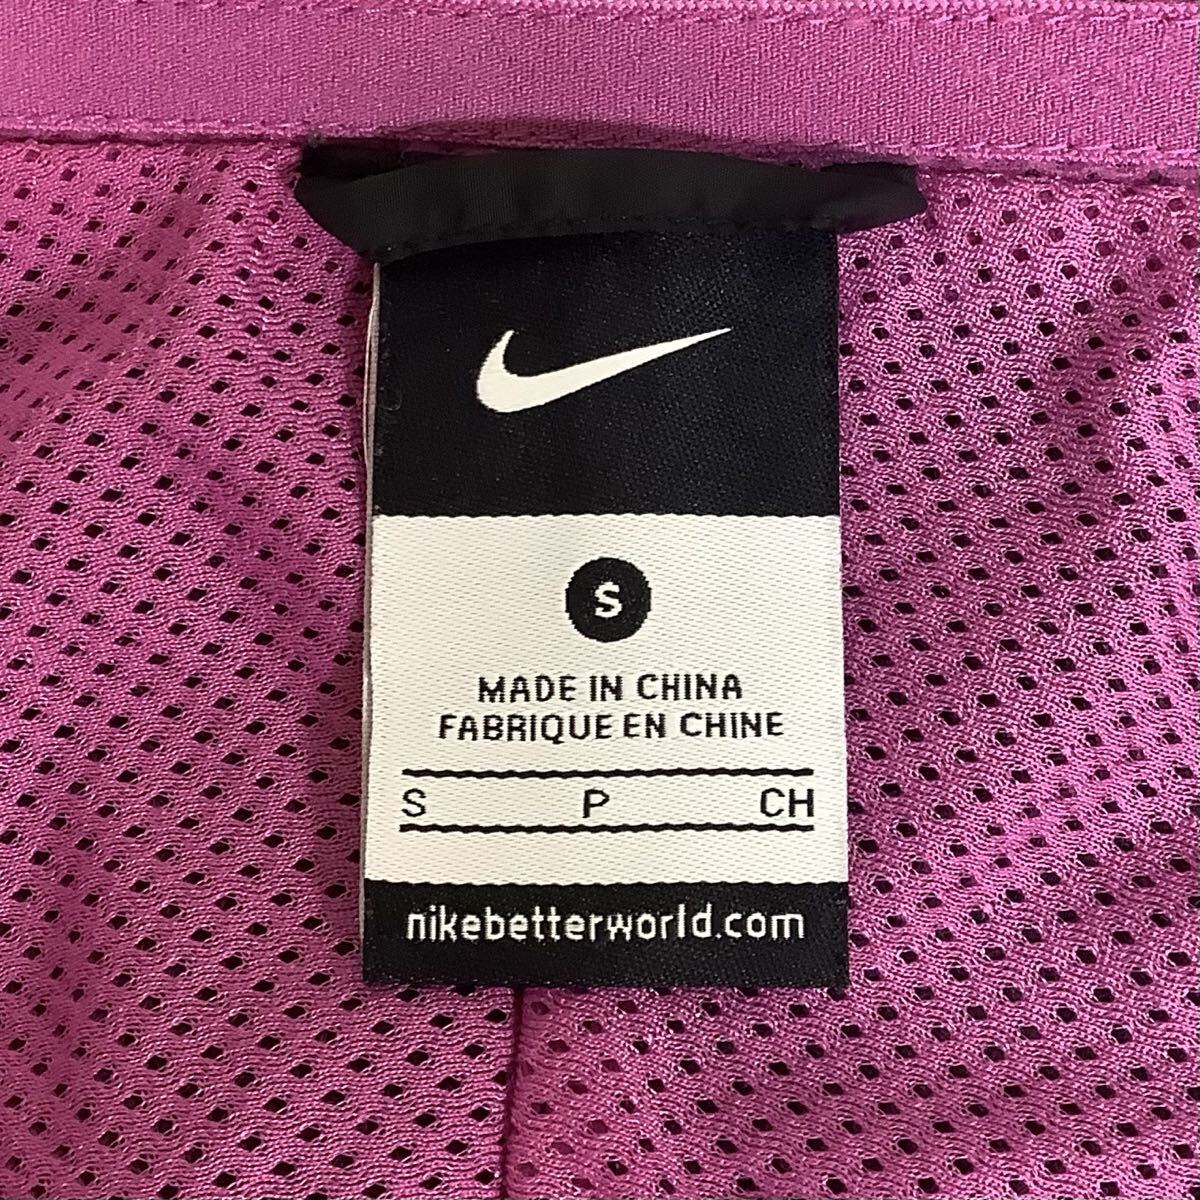 S
MADE IN CHINA
FABRIQUE EN CHINE
S P CH
nikebetterworld.com